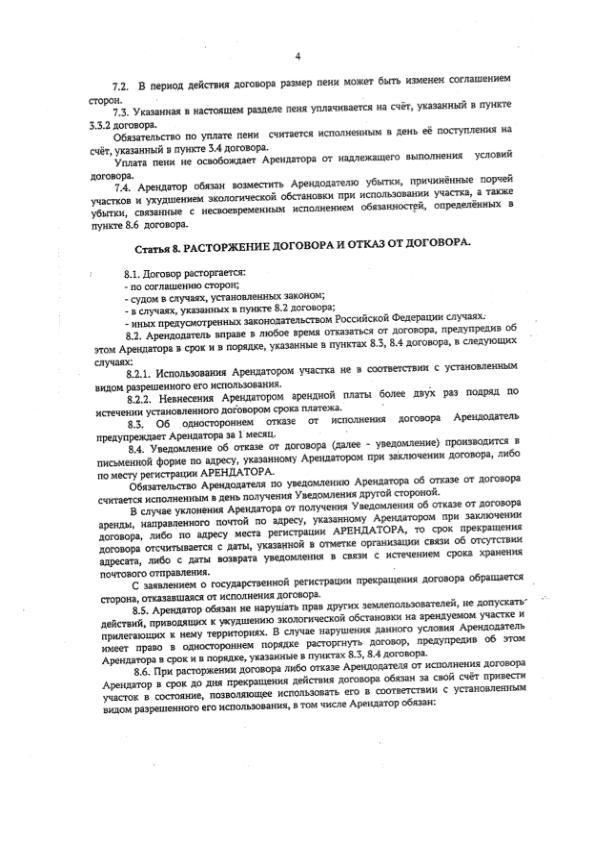 4
7.2. В период действия договора размер пени может быть изменен соглашением
сторон.
7.3. Указанная в настоящем разделе пеня уплачивается на счёт, указанный в пункте
3.3.2 договора.
Обязательство по уплате пени считается исполненным в день её поступления на
счёт, указанный в пункте 3.4 договора.
Уплата пени не освобождает Арендатора от надлежащего выполнения условий
договора.
7.4. Арендатор обязан возместить Арендодателю убытки, причинённые порчей
участков и ухудшением экологической обстановки при использовании участка, а также
убытки, связанные с несвоевременным исполнением обязанностей, определённых в
пункте 8.6 договора.
Статья 8. РАСТОРЖЕНИЕ ДОГОВОРА И ОТКАЗ ОТ ДОГОВОРА.
8.1. Договор расторгается:
- по соглашению сторон;
- судом в случаях, установленных законом;
- в случаях, указанных в пункте 8.2 договора;
- иных предусмотренных законодательством Российской Федерации случаях.
8.2. Арендодатель вправе в любое время отказаться от договора, предупредив об
этом Арендатора в срок и в порядке, указанные в пунктах 8.3, 8.4 договора, в следующих
случаях:
8.2.1. Использования Арендатором участка не в соответствии с установленным
видом разрешенного его использования.
8.2.2. Невнесения Арендатором арендной платы более двух раз подряд по
истечении установленного договором срока платежа.
8.3. Об одностороннем отказе от исполнения договора Арендодатель
предупреждает Арендатора за 1 месяц.
8.4. Уведомление об отказе от договора (далее - уведомление) производится в
письменной форме по адресу, указанному Арендатором при заключении договора, либо
по месту регистрации АРЕНДАТОРА.
Обязательство Арендодателя по уведомлению Арендатора об отказе от договора
считается исполненным в день получения Уведомления другой стороной.
В случае уклонения Арендатора от получения Уведомления об отказе от договора
аренды, направленного почтой по адресу, указанному Арендатором при заключении
договора, либо по адресу места регистрации АРЕНДАТОРА, то срок прекращения
договора отсчитывается с даты, указанной в отметке организации связи об отсутствии
адресата, либо с даты возврата уведомления в связи с истечением срока хранения
почтового отправления.
С заявлением о государственной регистрации прекращения договора обращается
сторона, отказавшаяся от исполнения договора.
8.5. Арендатор обязан не нарушать прав других землепользователей, не допускать
действий, приводящих к ухудшению экологической обстановки на арендуемом участке и
прилегающих к нему территориях. В случае нарушения данного условия Арендодатель
имеет право в одностороннем порядке расторгнуть договор, предупредив об этом
Арендатора в срок и в порядке, указанные в пунктах 8.3, 8.4 договора.
8.6. При расторжении договора либо отказе Арендодателя от исполнения договора
Арендатор в срок до дня прекращения действия договора обязан за свой счёт привести
участок в состояние, позволяющее использовать его в соответствии с установленным
видом разрешенного его использования, в том числе Арендатор обязан: